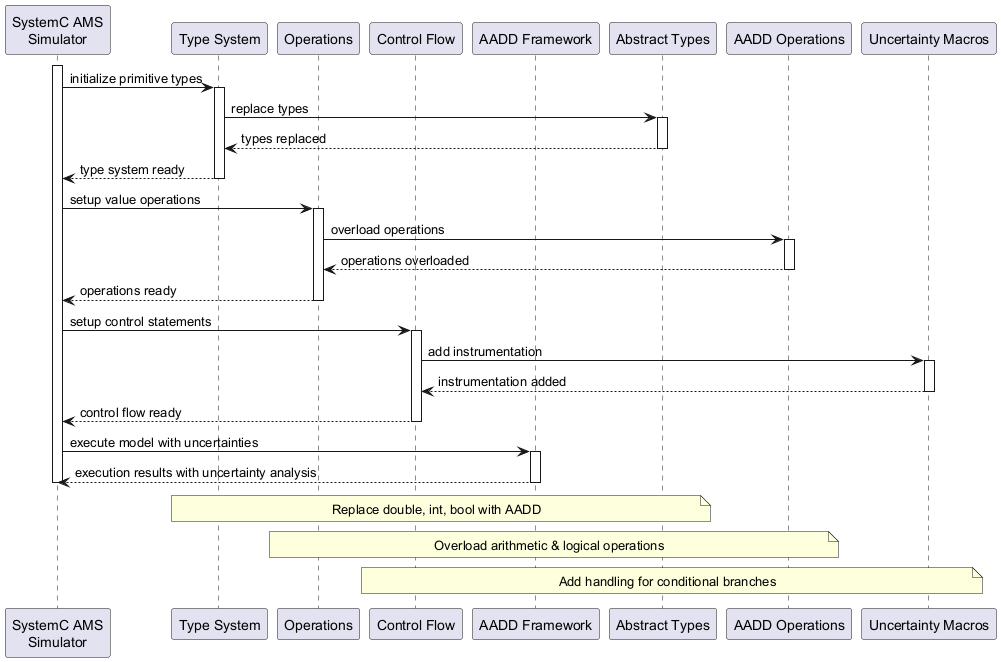 SystemC AMS
Simulator
Type System
Operations
Control Flow
AADD Framework
Abstract Types
AADD Operations
Uncertainty Macros
initialize primitive types
replace types
types replaced
type system ready
setup value operations
overload operations
operations overloaded
operations ready
setup control statements
add instrumentation
instrumentation added
control flow ready
execute model with uncertainties
execution results with uncertainty analysis
Replace double, int, bool with AADD
Overload arithmetic & logical operations
Add handling for conditional branches
SystemC AMS
Simulator
Type System
Operations
Control Flow
AADD Framework
Abstract Types
AADD Operations
Uncertainty Macros